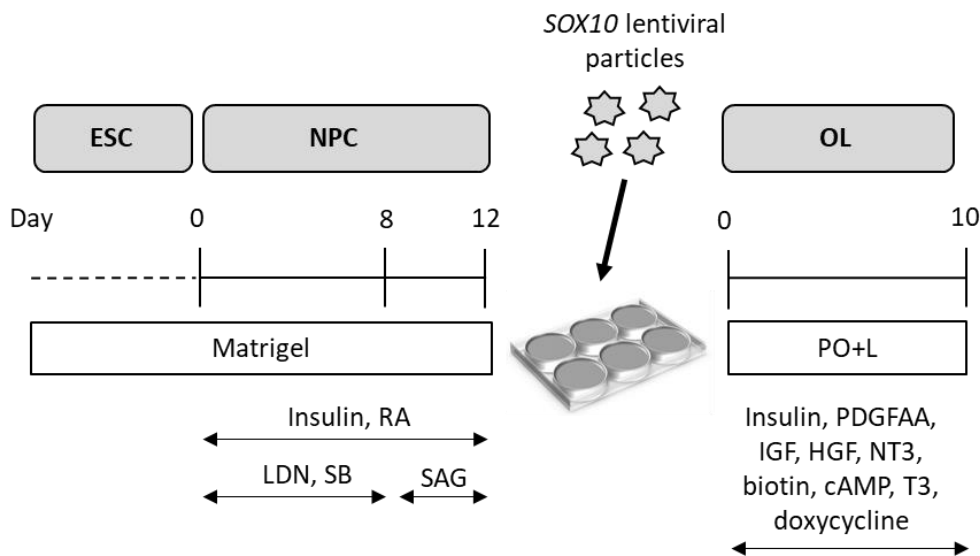 SOX10 lentiviral
particles
ESC
NPC
OL
Day
0
8
12
0
10
Matrigel
PO+L
Insulin, RA
LDN, SB
SAG
Insulin, PDGFAA,
IGF, HGF, NT3,
biotin, cAMP, T3,
doxycycline